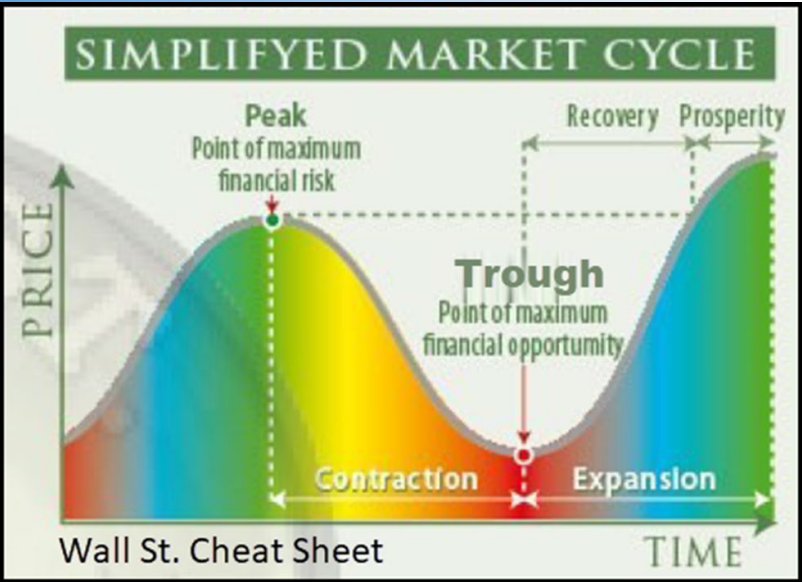 SIMPLIFYED MARKET CYCLE
Peak
Point of maximum
financial risk
Recovery
Prosperity
PRICE
Trough
Point of maximum
financial opportumity
Contraction
Expansion
Wall St. Cheat Sheet
TIME